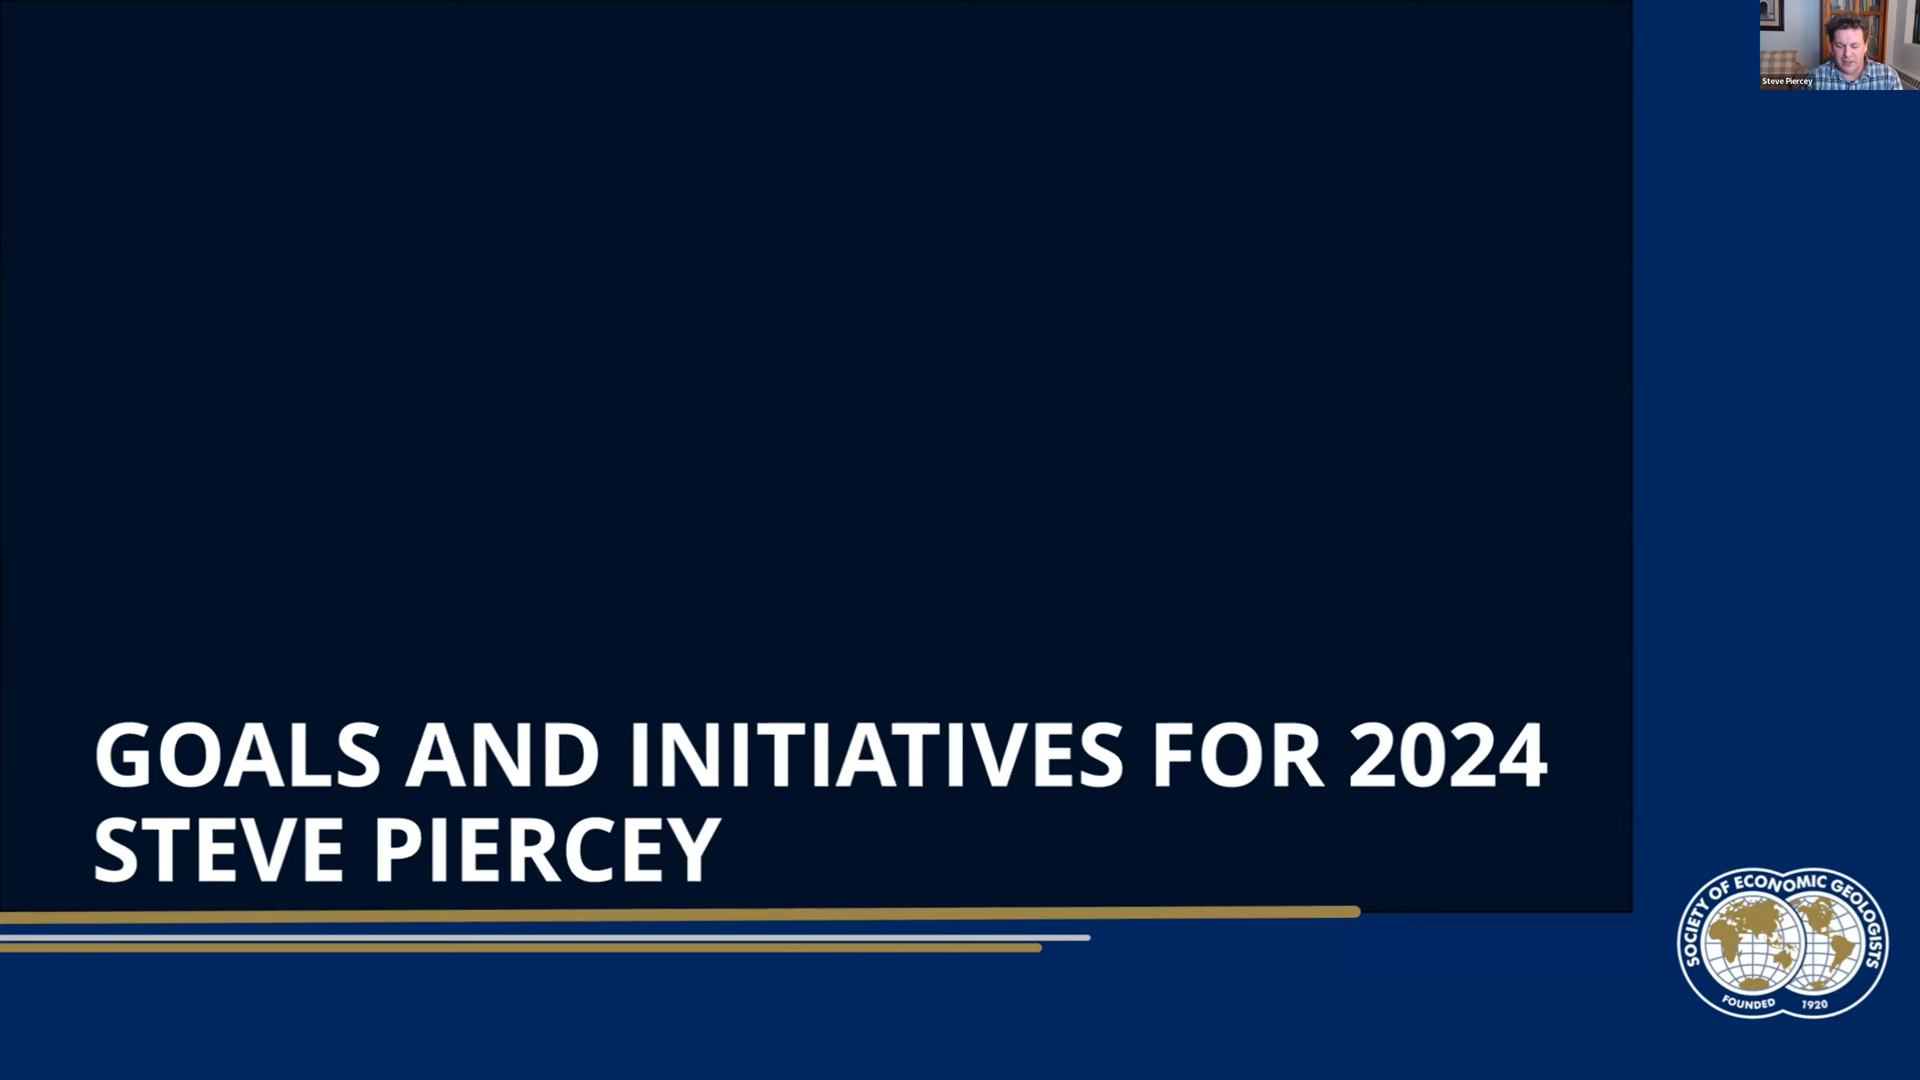 Steve Piercey
GOALS AND INITIATIVES FOR 2024
STEVE PIERCEY
SOCIETY OF ECONOMIC GEOLOGISTS
FOUNDED 1920